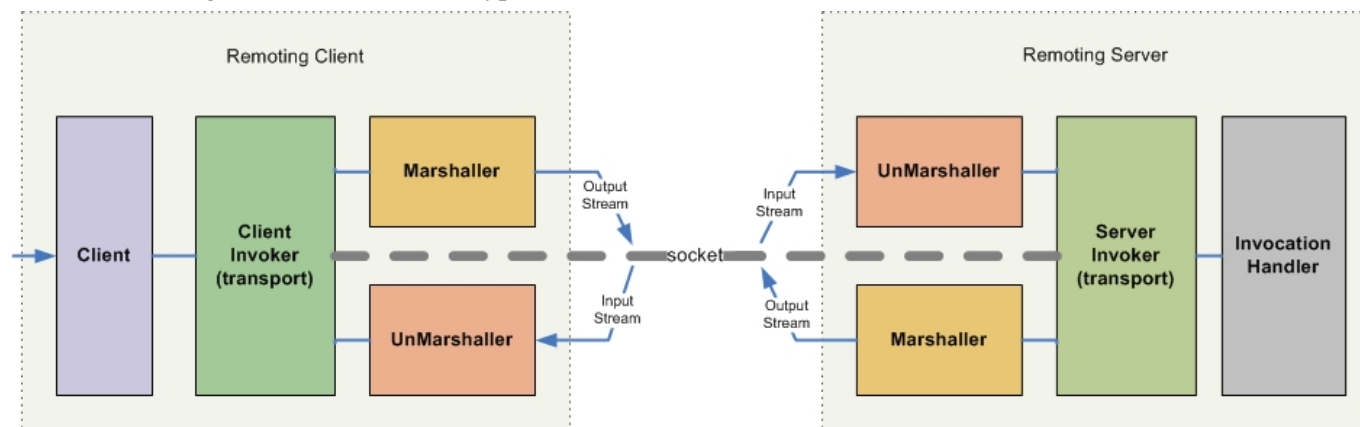 Remoting Client
Remoting Server
Client
Client
Invoker
(transport)
Marshaller
UnMarshaller
Output
Stream
Input
Stream
socket
Input
Stream
Output
Stream
UnMarshaller
Marshaller
Server
Invoker
(transport)
Invocation
Handler